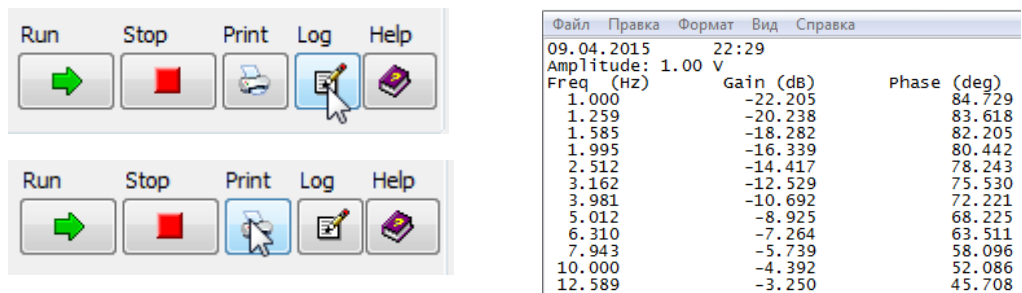 Run Stop Print Log Help
Run Stop Print Log Help
Файл Правка Формат Вид Справка
09.04.2015 22:29
Amplitude: 1.00 V
Freq (Hz) Gain (dB) Phase (deg)
1.000 -22.205 84.729
1.259 -20.238 83.618
1.585 -18.282 82.205
1.995 -16.339 80.442
2.512 -14.417 78.243
3.162 -12.529 75.530
3.981 -10.692 72.221
5.012 -8.925 68.225
6.310 -7.264 63.511
7.943 -5.739 58.096
10.000 -4.392 52.086
12.589 -3.250 45.708